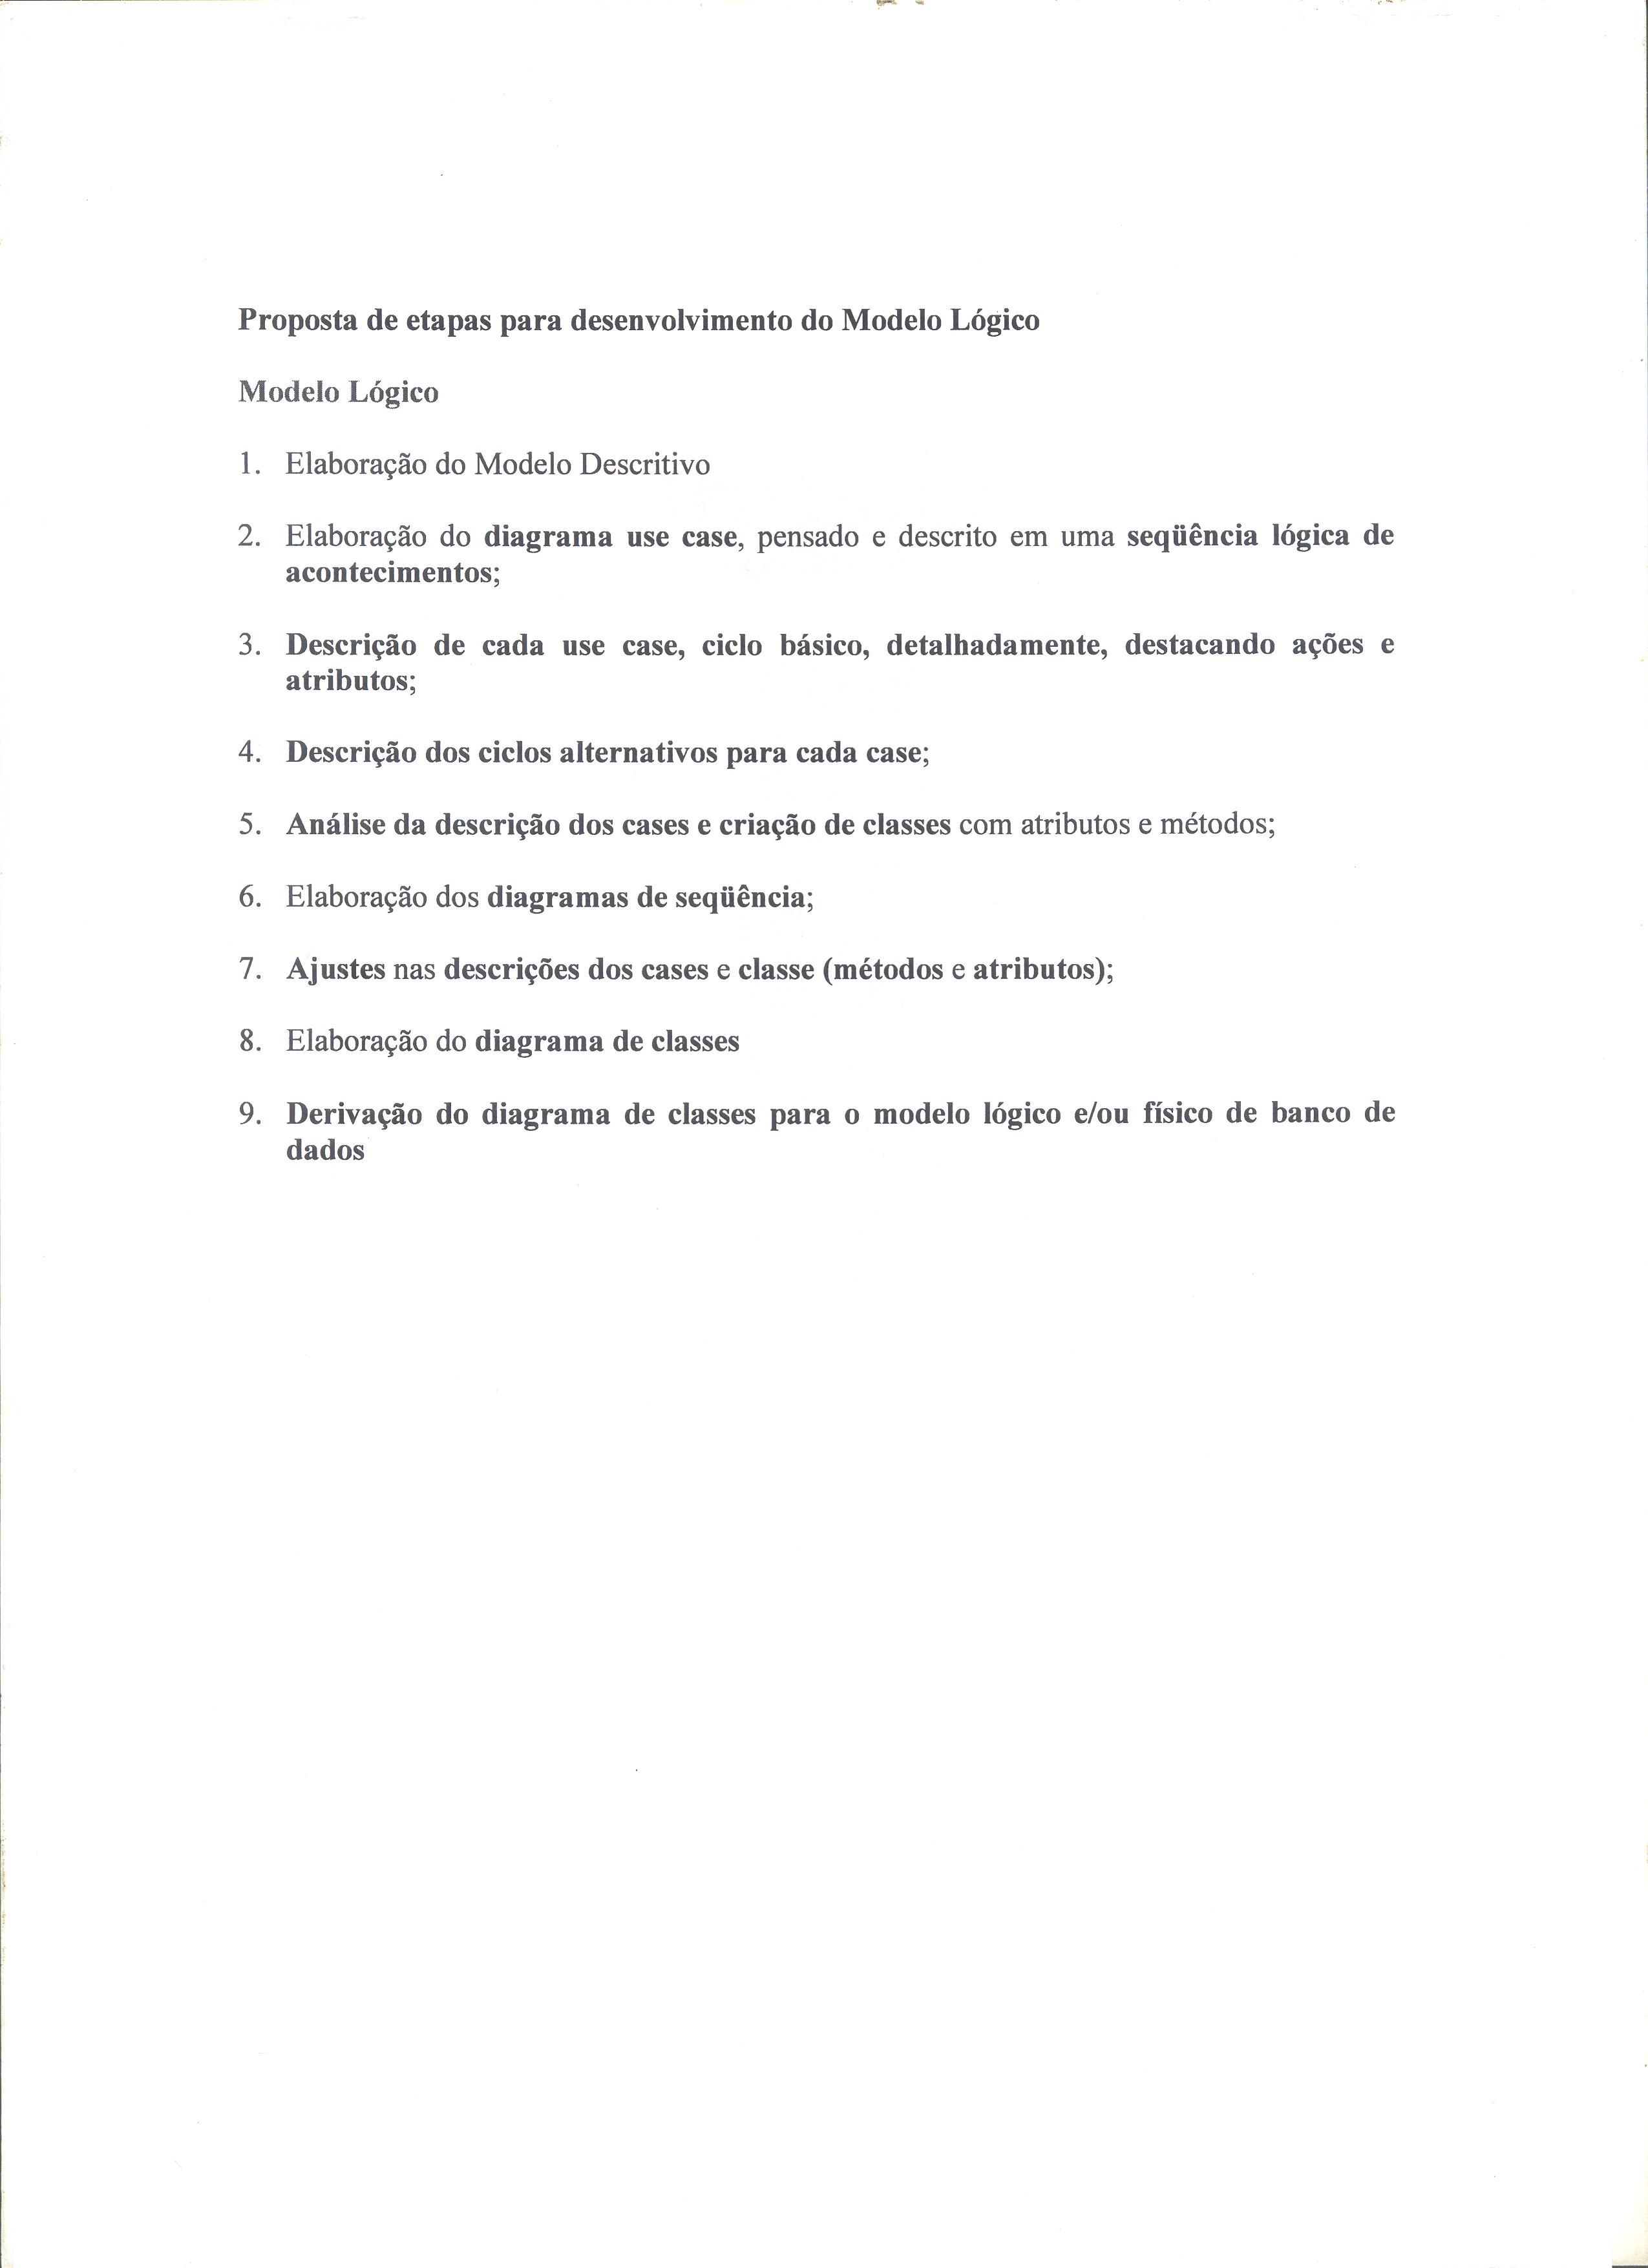 Proposta de etapas para desenvolvimento do Modelo Lógico
Modelo Lógico
1. Elaboração do Modelo Descritivo
2. Elaboração do diagrama use case, pensado e descrito em uma seqüência lógica de
acontecimentos;
3. Descrição de cada use case, ciclo básico, detalhadamente, destacando ações e
atributos;
4. Descrição dos ciclos alternativos para cada case;
5. Análise da descrição dos cases e criação de classes com atributos e métodos;
6. Elaboração dos diagramas de seqüência;
7. Ajustes nas descrições dos cases e classe (métodos e atributos);
8. Elaboração do diagrama de classes
9. Derivação do diagrama de classes para o modelo lógico e/ou físico de banco de
dados